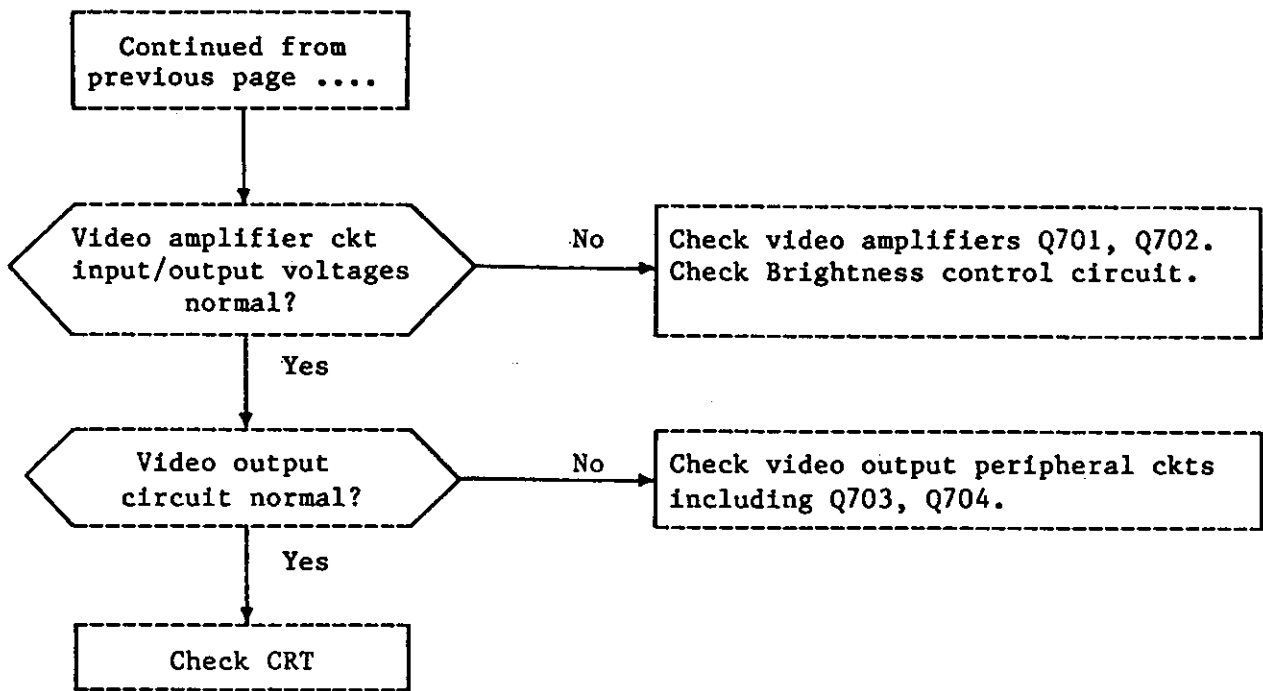 Continued from
previous page ....
Video amplifier ckt
input/output voltages
normal?
No
Check video amplifiers Q701, Q702.
Check Brightness control circuit.
Yes
Video output
circuit normal?
No
Check video output peripheral ckts
including Q703, Q704.
Yes
Check CRT